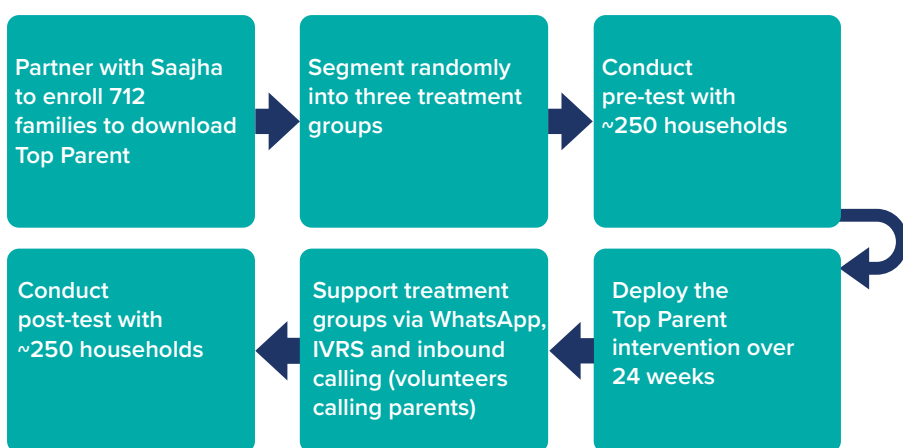 Partner with Saajha
to enroll 712
families to download
Top Parent
Segment randomly
into three treatment
groups
Conduct
pre-test with
~250 households
Deploy the
Top Parent
intervention over
24 weeks
Support treatment
groups via WhatsApp,
IVRS and inbound
calling (volunteers
calling parents)
Conduct
post-test with
~250 households